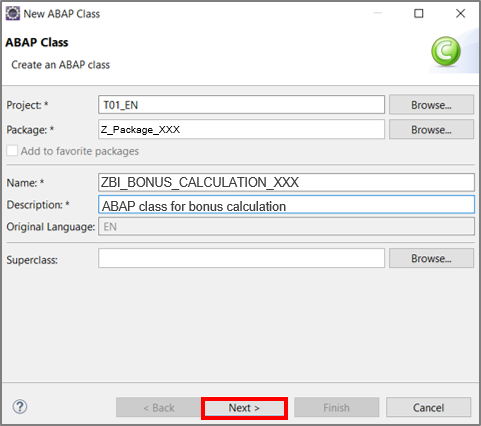 New ABAP Class
ABAP Class
Create an ABAP class
Project: * T01_EN Browse...
Package: * Z_Package_XXX Browse...
Add to favorite packages
Name: * ZBI_BONUS_CALCULATION_XXX
Description: * ABAP class for bonus calculation
Original Language: EN
Superclass: Browse...
? < Back Next > Finish Cancel